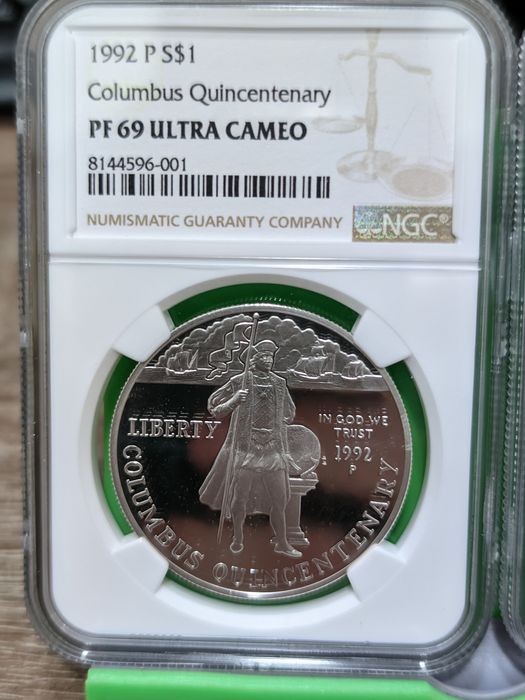 1992 P S$1
Columbus Quincentenary
PF 69 ULTRA CAMEO
8144596-001
NUMISMATIC GUARANTY COMPANY
NGC®
LIBERTY
IN GOD WE
TRUST
1992
P
COLUMBUS QUINCENTENARY